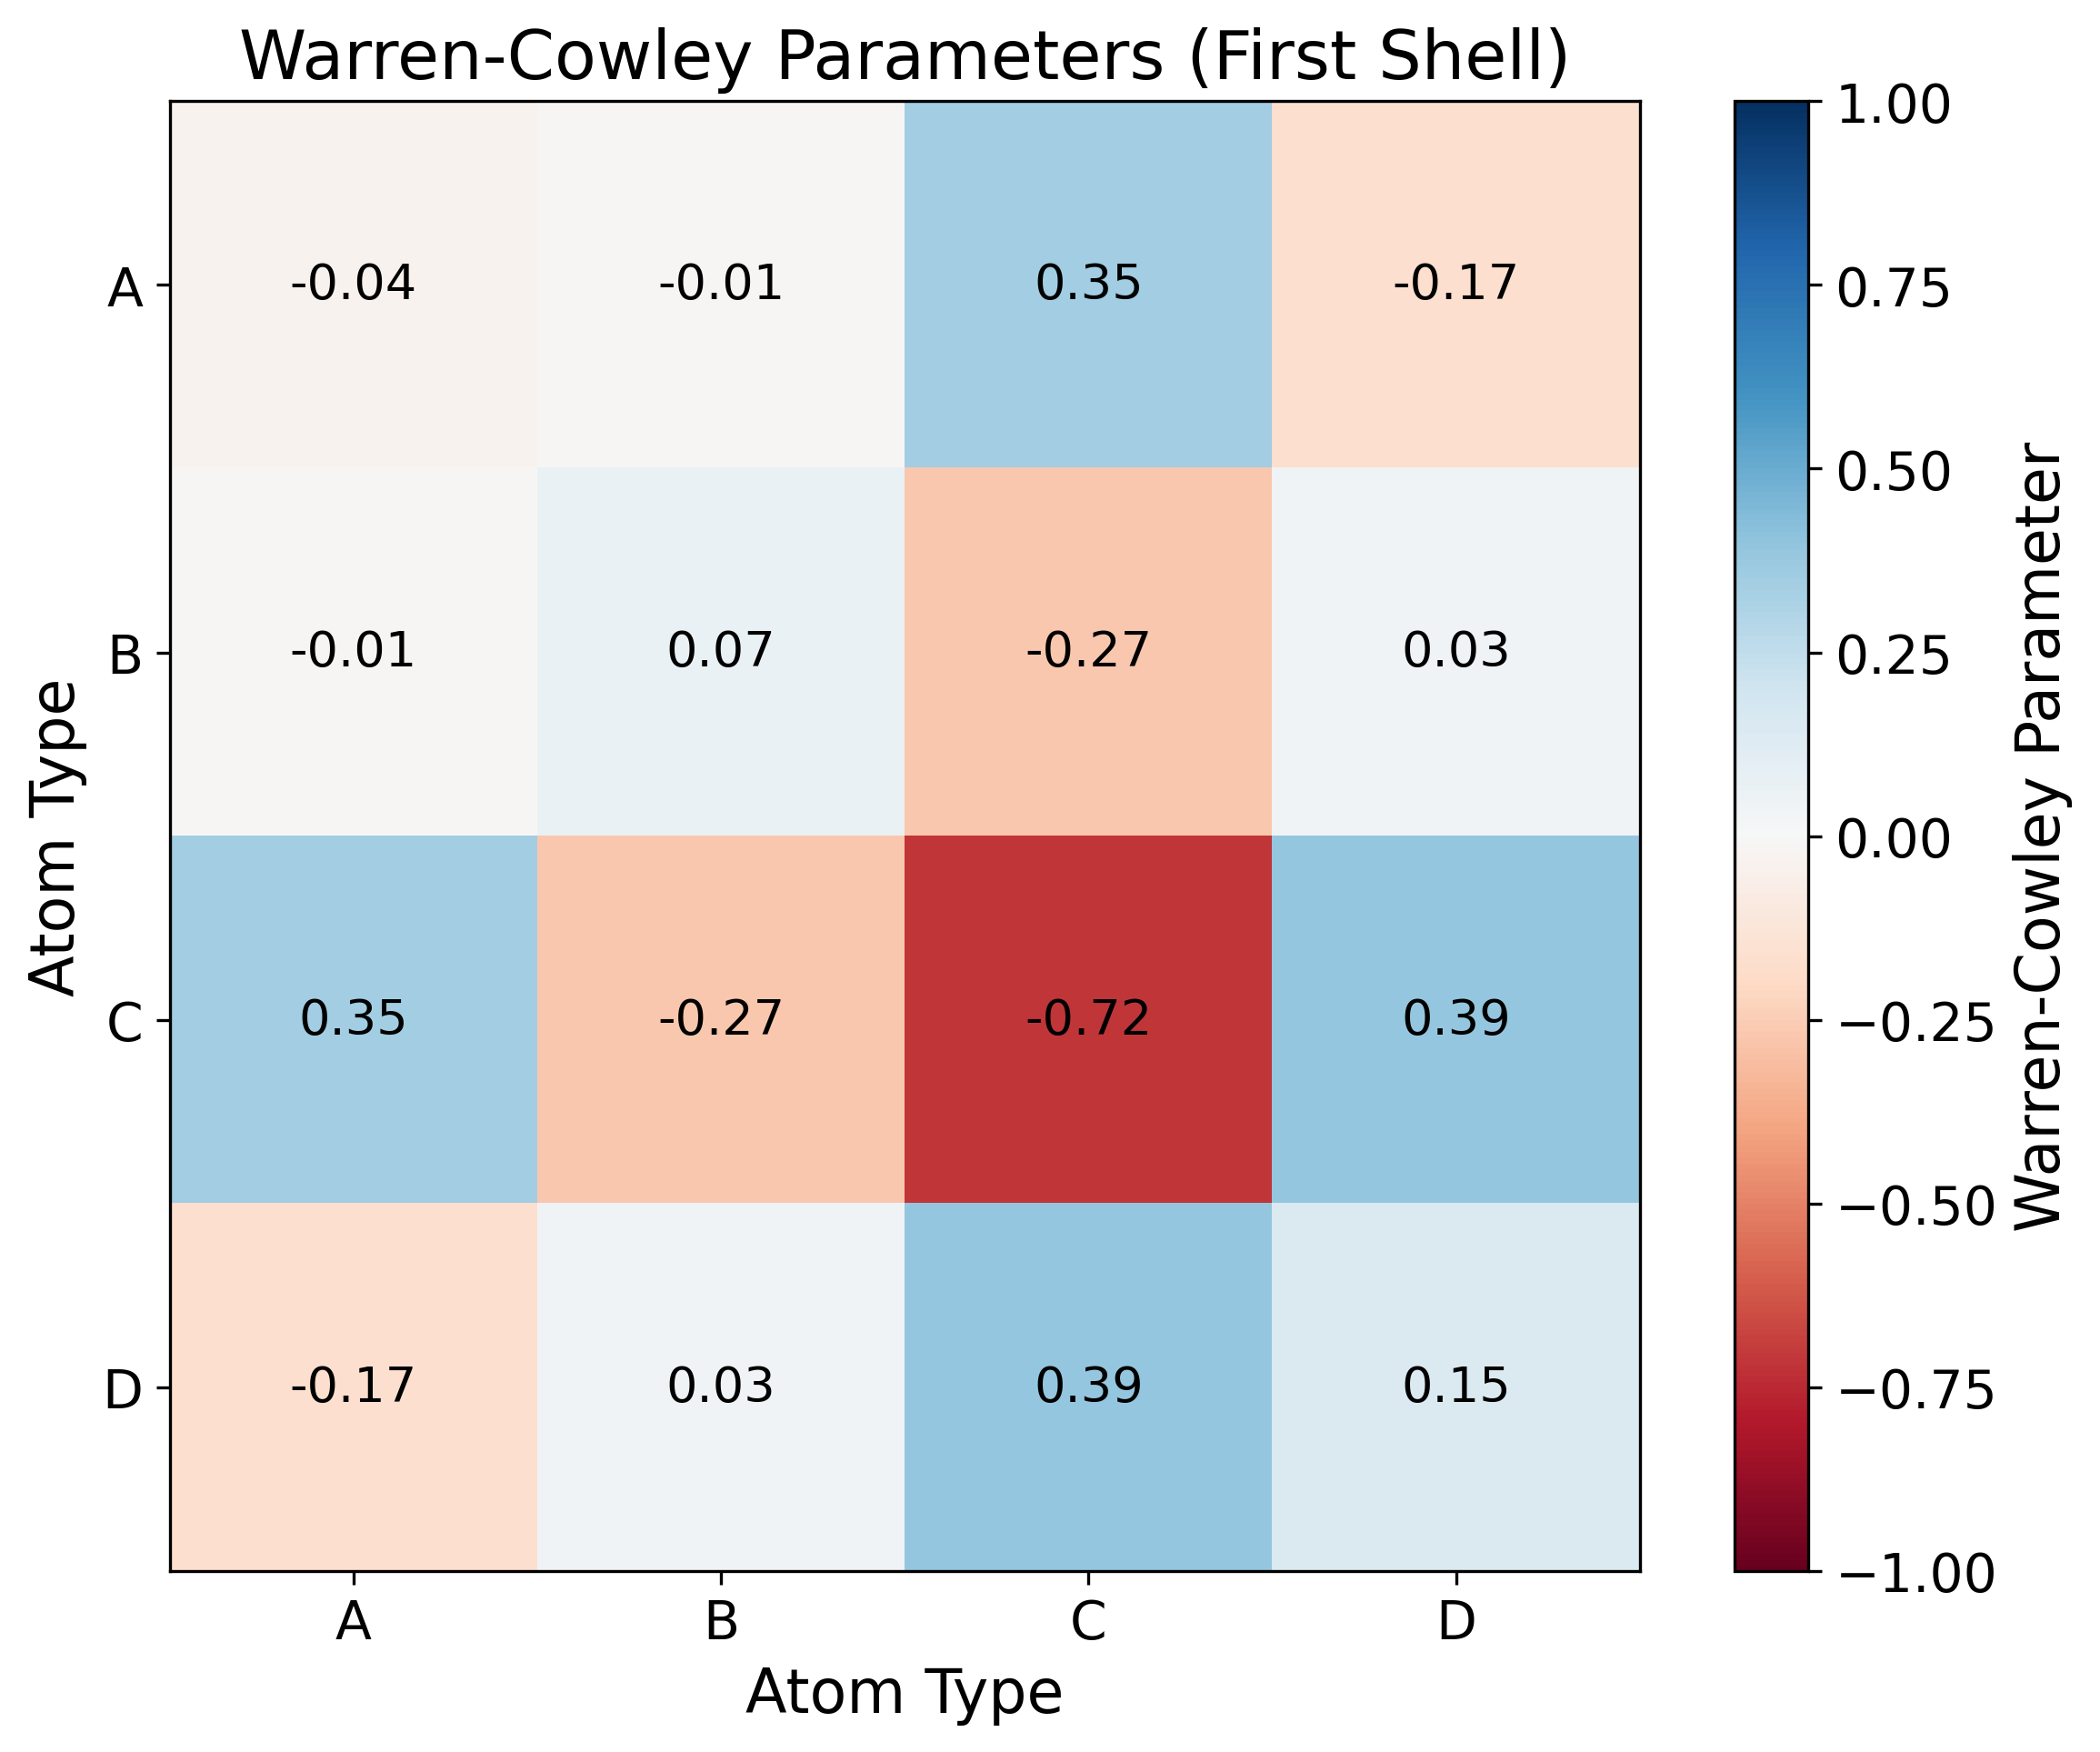 Warren-Cowley Parameters (First Shell)
A -0.04 -0.01 0.35 -0.17
B -0.01 0.07 -0.27 0.03
C 0.35 -0.27 -0.72 0.39
D -0.17 0.03 0.39 0.15
A B C D
Atom Type
Atom Type
1.00
0.75
0.50
0.25
0.00
−0.25
−0.50
−0.75
−1.00
Warren-Cowley Parameter